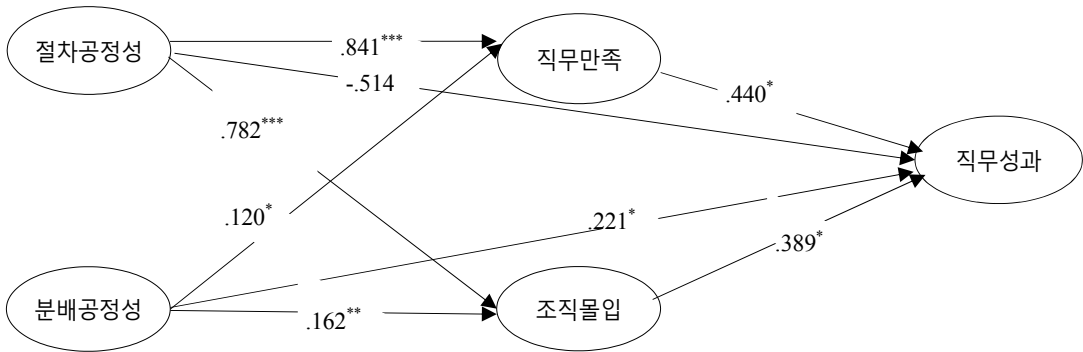 절차공정성
.841***
직무만족
-.514
.440*
.782***
직무성과
.120*
.221*
.389*
분배공정성
.162**
조직몰입